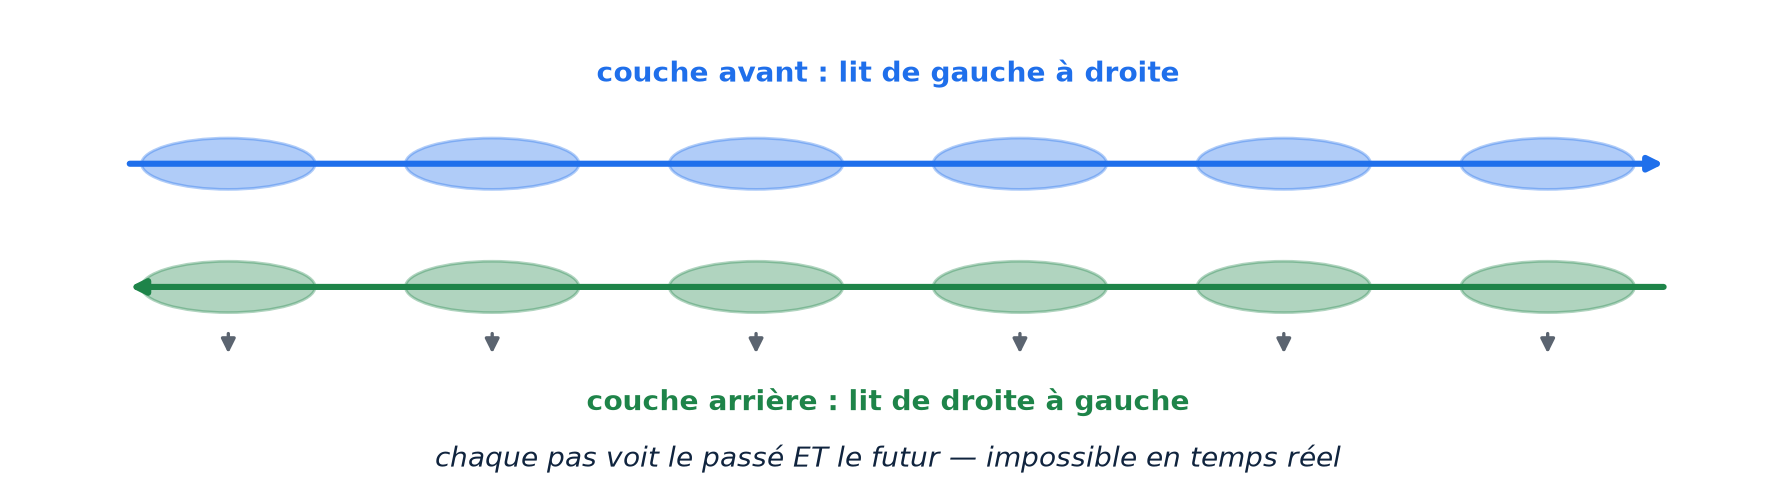 couche avant : lit de gauche à droite
couche arrière : lit de droite à gauche
chaque pas voit le passé ET le futur — impossible en temps réel